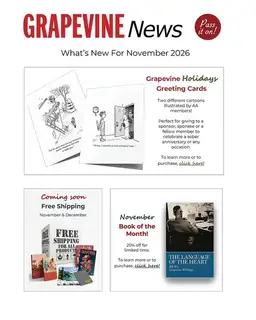 GRAPEVINE News
Pass it on!
What's New For November 2026
Grapevine Holidays
Greeting Cards
Two different cartoons
illustrated by AA
members!
Perfect for giving to a
sponsor, sponsee or a
fellow member to
celebrate a sober
anniversary or any
occasion.
To learn more or to
purchase, click here!
Coming soon
Free Shipping
November & December
FREE
SHIPPING
FOR ALL
PRODUCTS
November
Book of the
Month!
20% off for
limited time.
To learn more or to
purchase, click here!
THE LANGUAGE
OF THE HEART